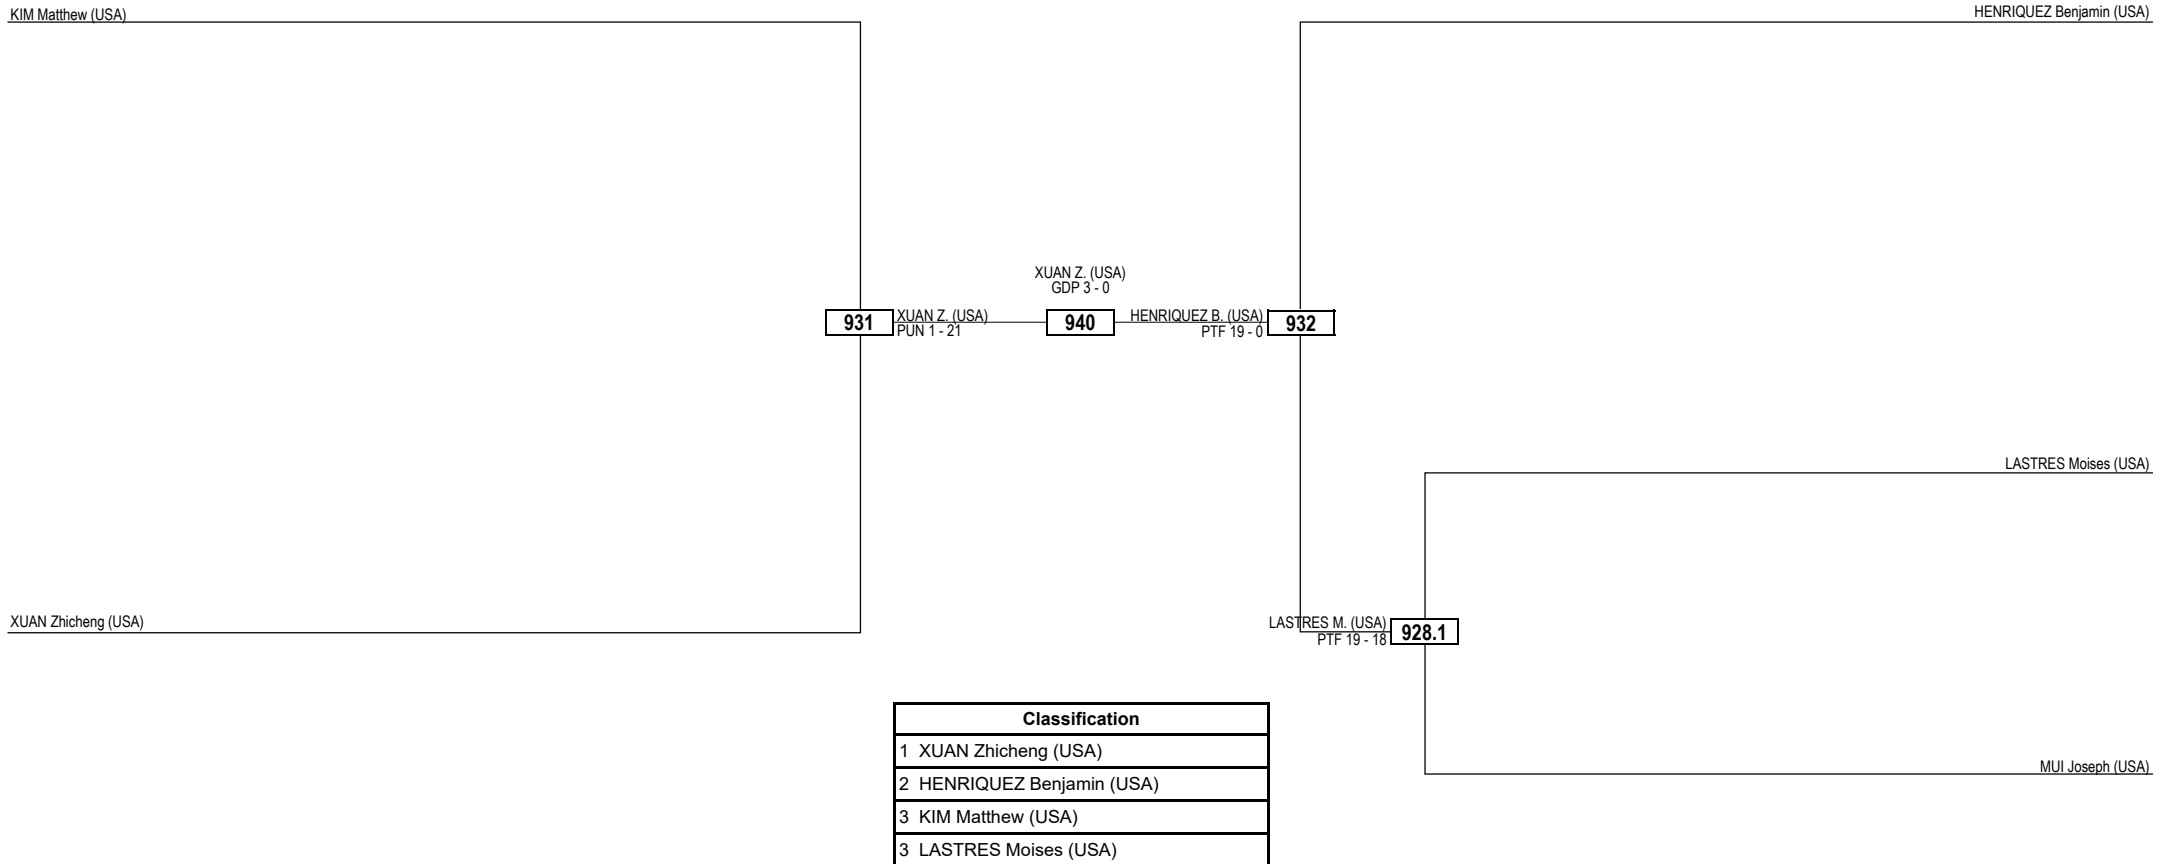 KIM Matthew (USA)
HENRIQUEZ Benjamin (USA)
XUAN Z. (USA)
GDP 3 - 0
931
XUAN Z. (USA)
PUN 1 - 21
940
HENRIQUEZ B. (USA)
PTF 19 - 0
932
LASTRES Moises (USA)
XUAN Zhicheng (USA)
LASTRES M. (USA)
PTF 19 - 18
928.1
MUI Joseph (USA)
Classification
1 XUAN Zhicheng (USA)
2 HENRIQUEZ Benjamin (USA)
3 KIM Matthew (USA)
3 LASTRES Moises (USA)